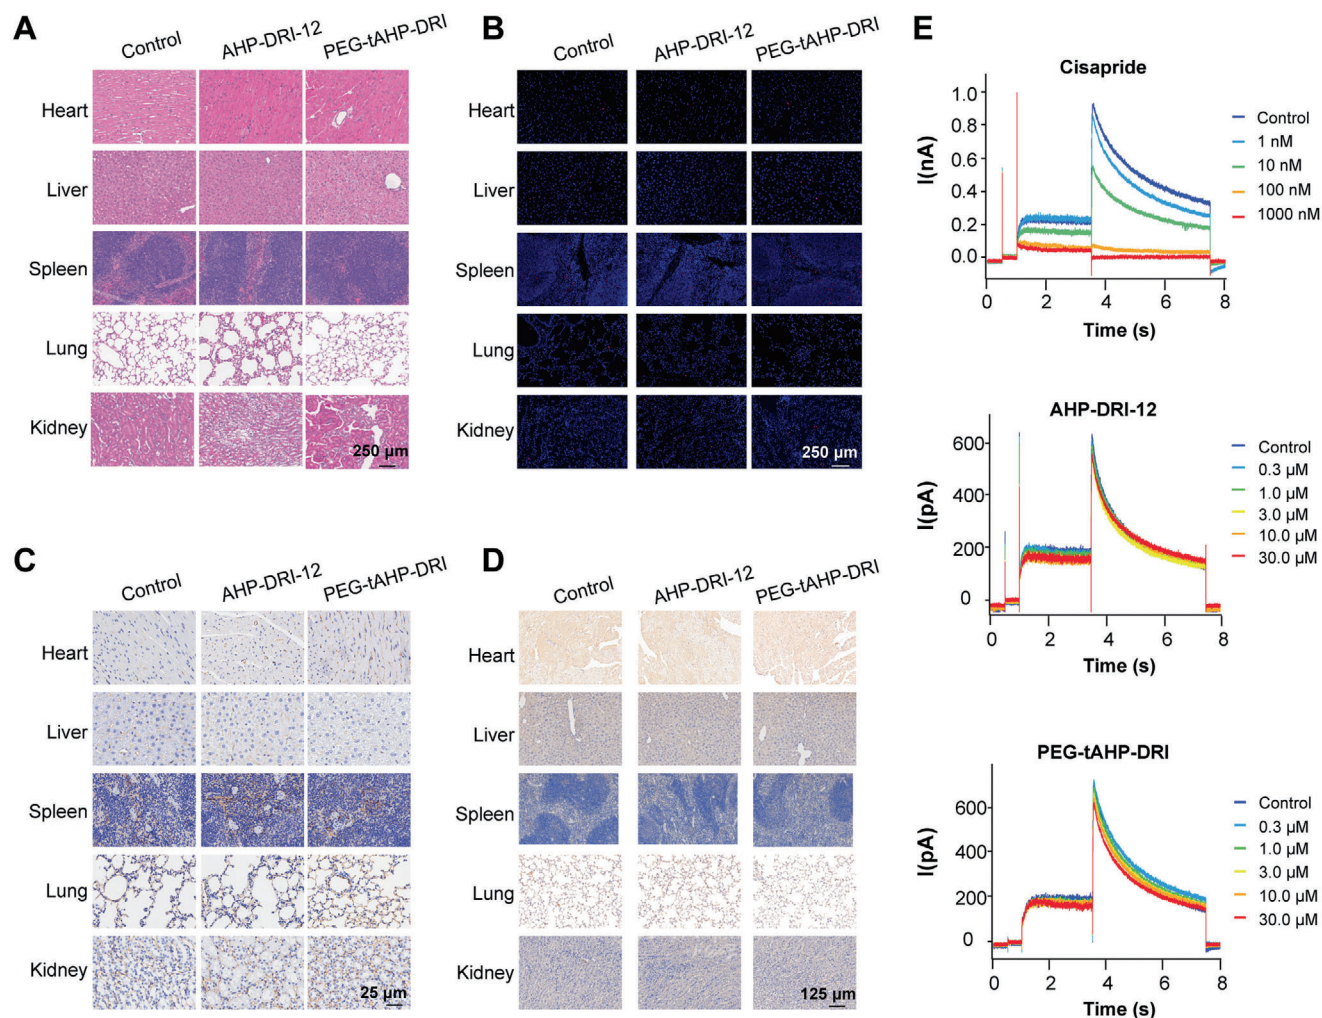 A
Control
AHP-DRI-12
PEG-tAHP-DRI
Heart
Liver
Spleen
Lung
Kidney
250 µm
B
Control
AHP-DRI-12
PEG-tAHP-DRI
Heart
Liver
Spleen
Lung
Kidney
250 µm
C
Control
AHP-DRI-12
PEG-tAHP-DRI
Heart
Liver
Spleen
Lung
Kidney
25 µm
D
Control
AHP-DRI-12
PEG-tAHP-DRI
Heart
Liver
Spleen
Lung
Kidney
125 µm
E
Cisapride
I(nA)
1.0
0.8
0.6
0.4
0.2
0.0
0 2 4 6 8
Time (s)
Control
1 nM
10 nM
100 nM
1000 nM
AHP-DRI-12
I(pA)
600
400
200
0
0 2 4 6 8
Time (s)
Control
0.3 µM
1.0 µM
3.0 µM
10.0 µM
30.0 µM
PEG-tAHP-DRI
I(pA)
600
400
200
0
0 2 4 6 8
Time (s)
Control
0.3 µM
1.0 µM
3.0 µM
10.0 µM
30.0 µM